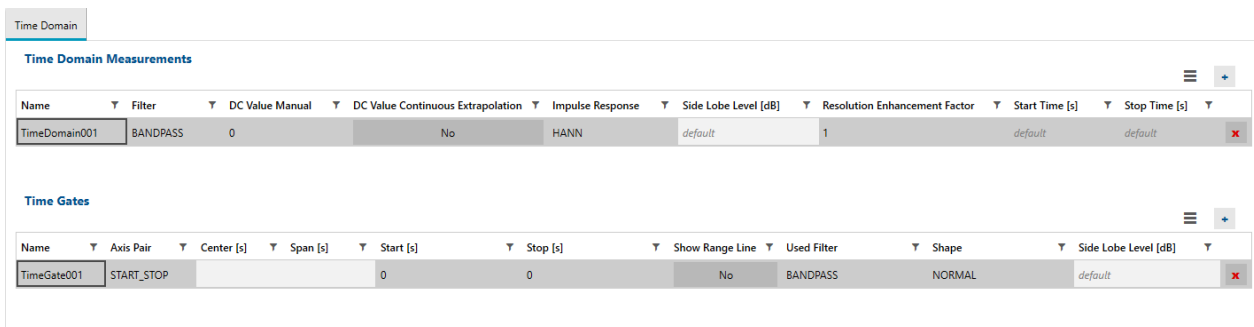 Time Domain
Time Domain Measurements
+
Name Filter DC Value Manual DC Value Continuous Extrapolation Impulse Response Side Lobe Level [dB] Resolution Enhancement Factor Start Time [s] Stop Time [s]
TimeDomain001 BANDPASS 0 No HANN default 1 default default x
Time Gates
+
Name Axis Pair Center [s] Span [s] Start [s] Stop [s] Show Range Line Used Filter Shape Side Lobe Level [dB]
TimeGate001 START_STOP 0 0 No BANDPASS NORMAL default x